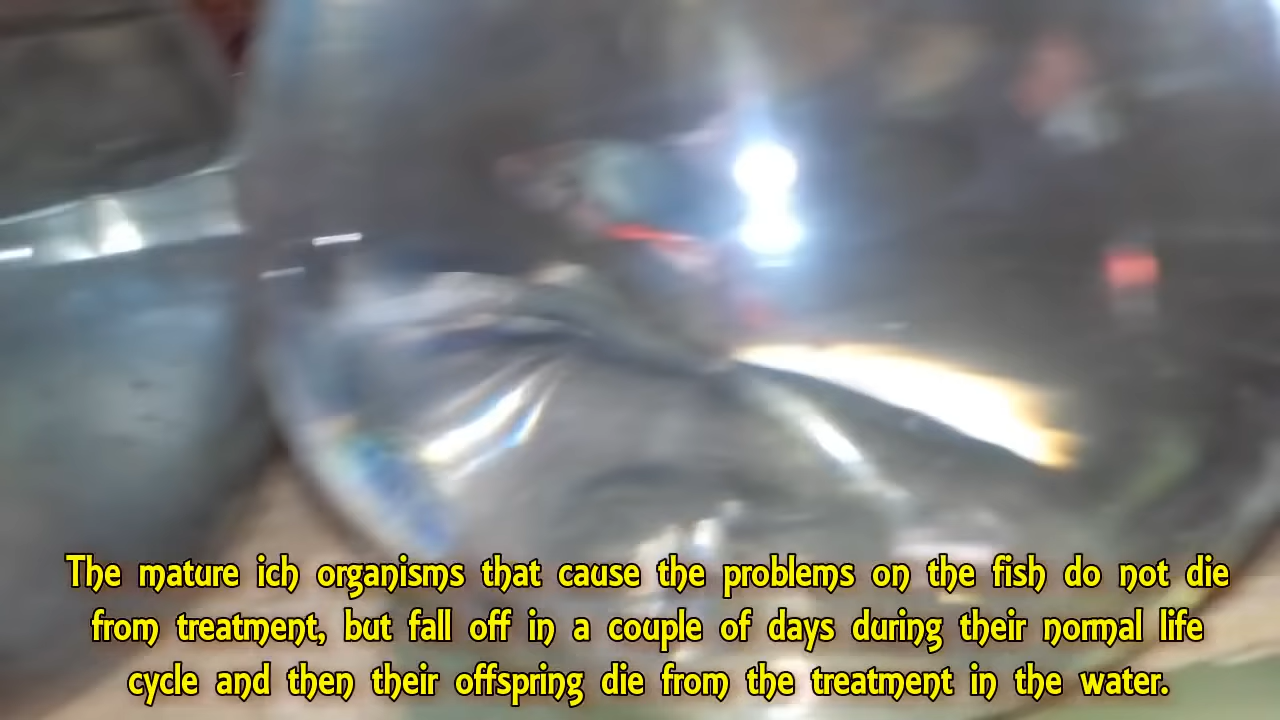 The mature ich organisms that cause the problems on the fish do not die
from treatment, but fall off in a couple of days during their normal life
cycle and then their offspring die from the treatment in the water.